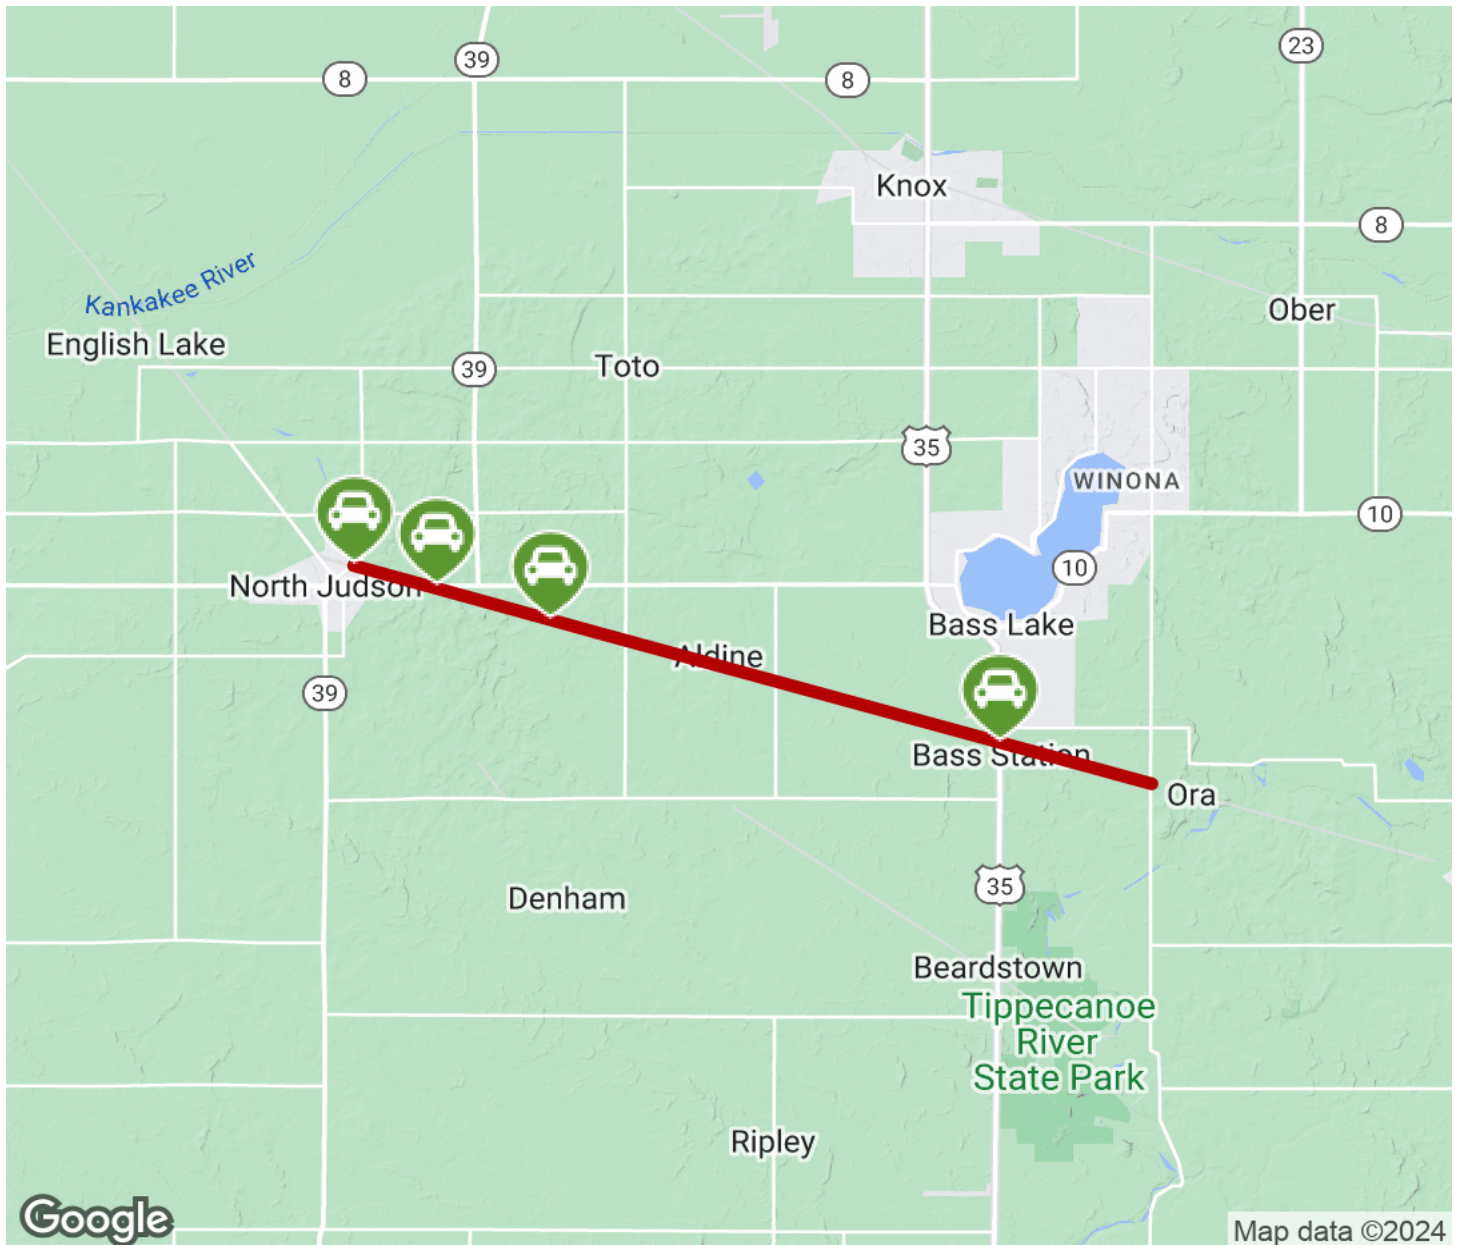 39
23
8
8
Knox
8
Kankakee River
Ober
English Lake
39
Toto
35
WINONA
10
10
North Judson
Bass Lake
Aldine
39
Bass Station
Ora
35
Denham
Beardstown
Tippecanoe
River
State Park
Ripley
Google
Map data ©2024